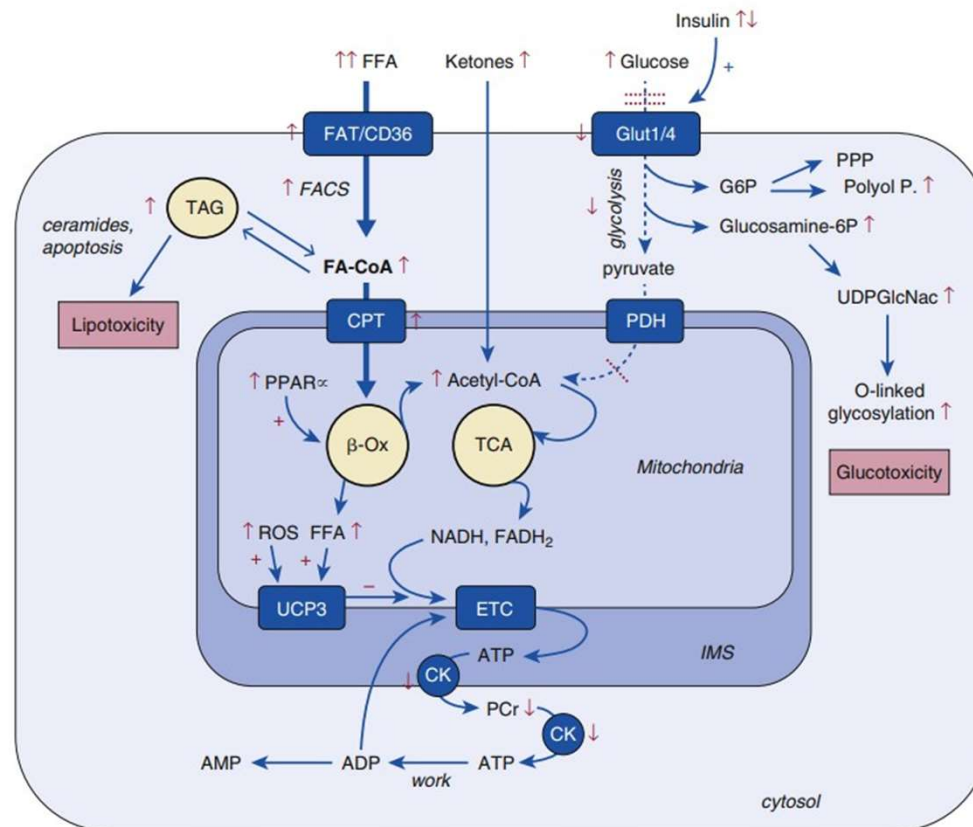 Insulin ↑↓
↑↑ FFA
Ketones ↑
↑ Glucose
+
↑ FAT/CD36
↓ Glut1/4
↑ FACS
↓ glycolysis
G6P
PPP
Polyol P. ↑
Glucosamine-6P ↑
↑ TAG
ceramides,
apoptosis
FA-CoA ↑
pyruvate
UDPGlcNac ↑
Lipotoxicity
CPT ↑
PDH
↑ PPAR∝
+
↑ Acetyl-CoA
O-linked
glycosylation ↑
β-Ox
TCA
Mitochondria
Glucotoxicity
↑ ROS
FFA ↑
NADH, FADH₂
+
+
UCP3
−
ETC
IMS
ATP
↓ CK
PCr ↓
CK ↓
AMP
ADP
work
ATP
cytosol